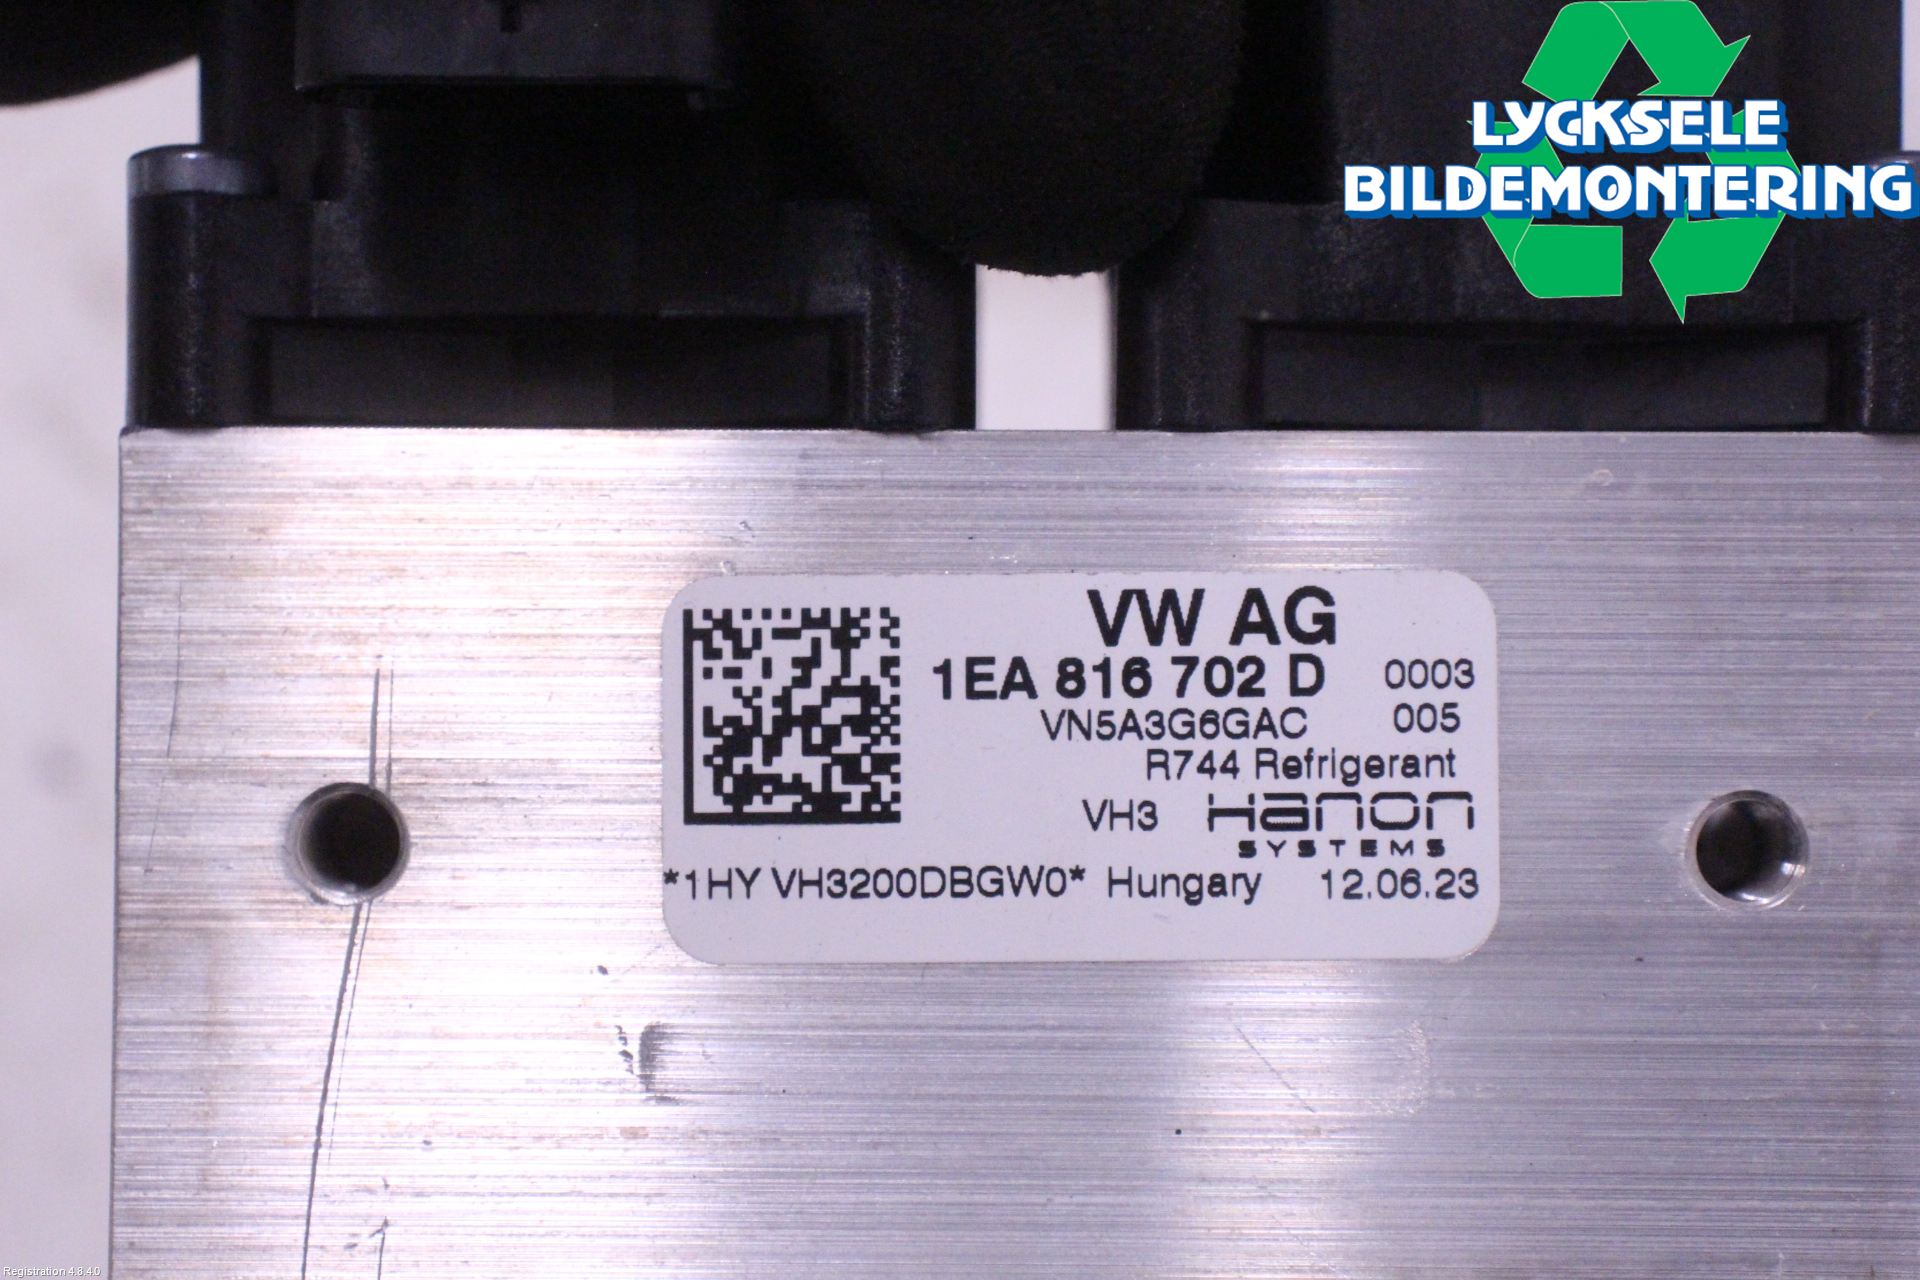 LYCKSELE
BILDEMONTERING
VW AG
1EA 816 702 D 0003
VN5A3G6GAC 005
R744 Refrigerant
VH3 Hanon
SYSTEMS
*1HY VH3200DBGW0* Hungary 12.06.23
Registration 4.8.4.0